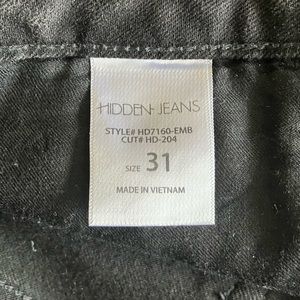 HIDDEN JEANS
STYLE# HD7160-EMB
CUT# HD-204
SIZE 31
MADE IN VIETNAM